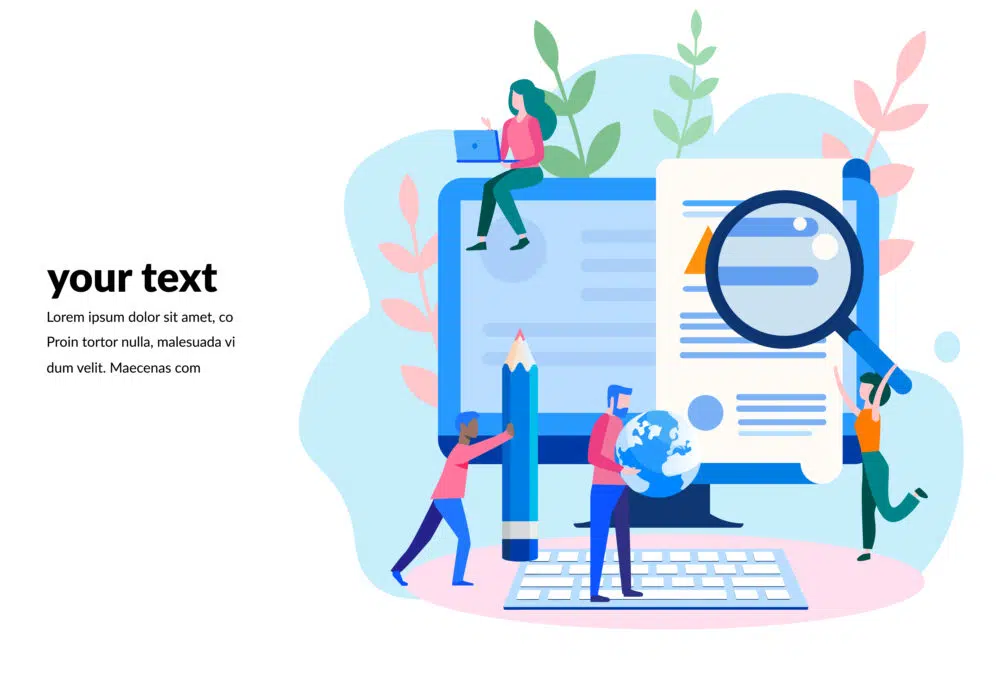 your text
Lorem ipsum dolor sit amet, co
Proin tortor nulla, malesuada vi
dum velit. Maecenas com